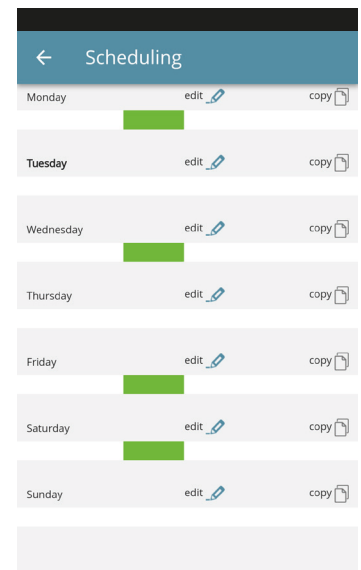 Scheduling
Monday edit copy
Tuesday edit copy
Wednesday edit copy
Thursday edit copy
Friday edit copy
Saturday edit copy
Sunday edit copy